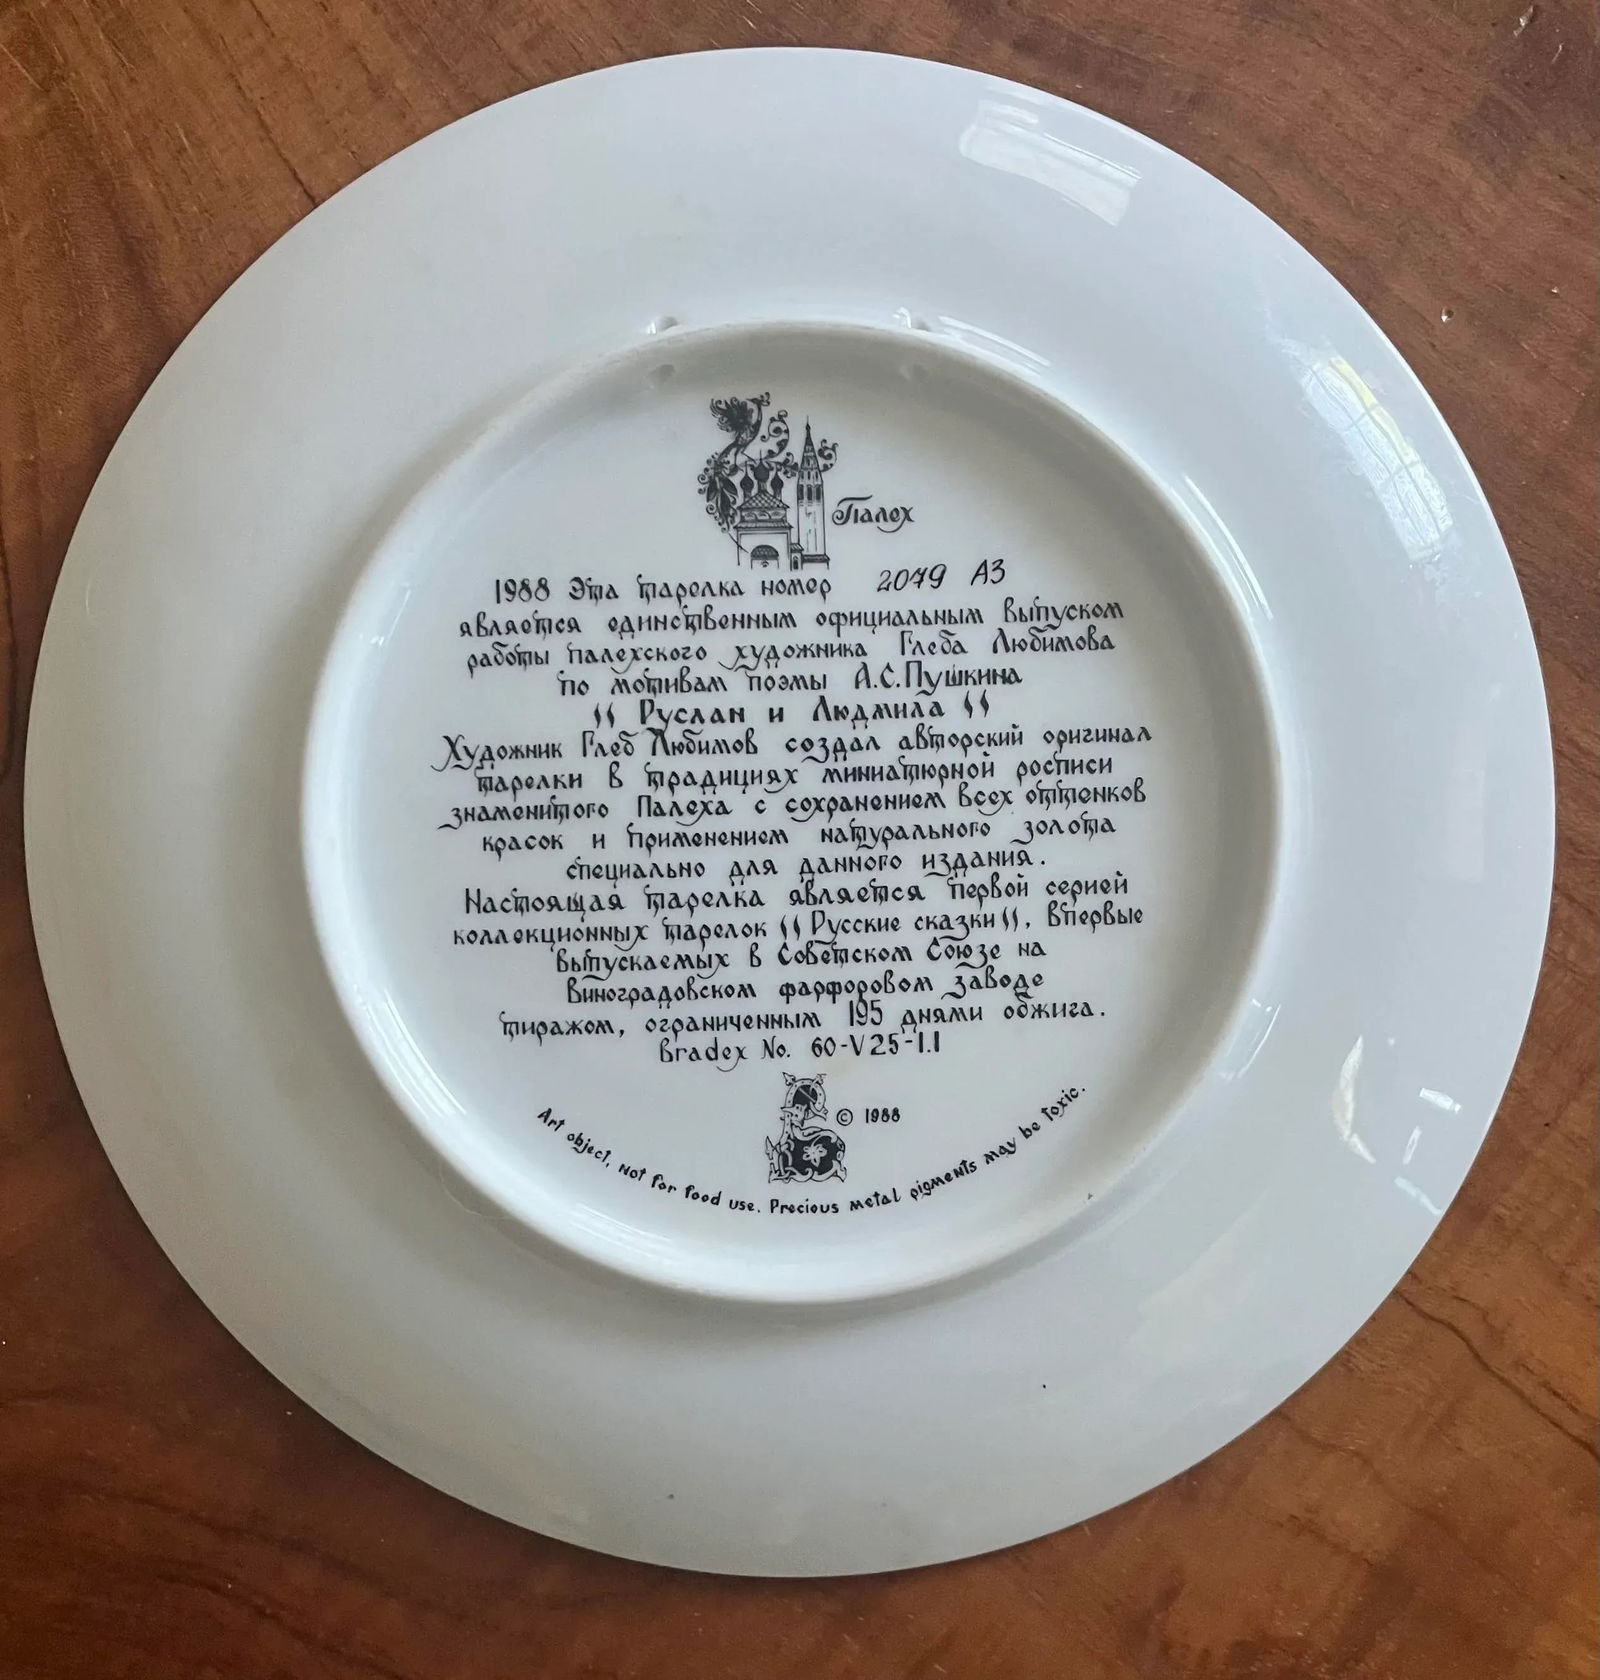 Палех
1988 Эта тарелка номер 2079 АЗ
является единственным официальным выпуском
работы палехского художника Глеба Любимова
по мотивам поэмы А.С.Пушкина
"Руслан и Людмила"
Художник Глеб Любимов создал авторский оригинал
тарелки в традициях миниатюрной росписи
знаменитого Палеха с сохранением всех оттенков
красок и применением натурального золота
специально для данного издания.
Настоящая тарелка является первой серией
коллекционных тарелок "Русские сказки", впервые
выпускаемых в Советском Союзе на
Виноградовском фарфоровом заводе
тиражом, ограниченным 195 днями обжига.
Bradex No. 60-V25-1.1
© 1988
Art object, not for food use. Precious metal pigments may be toxic.